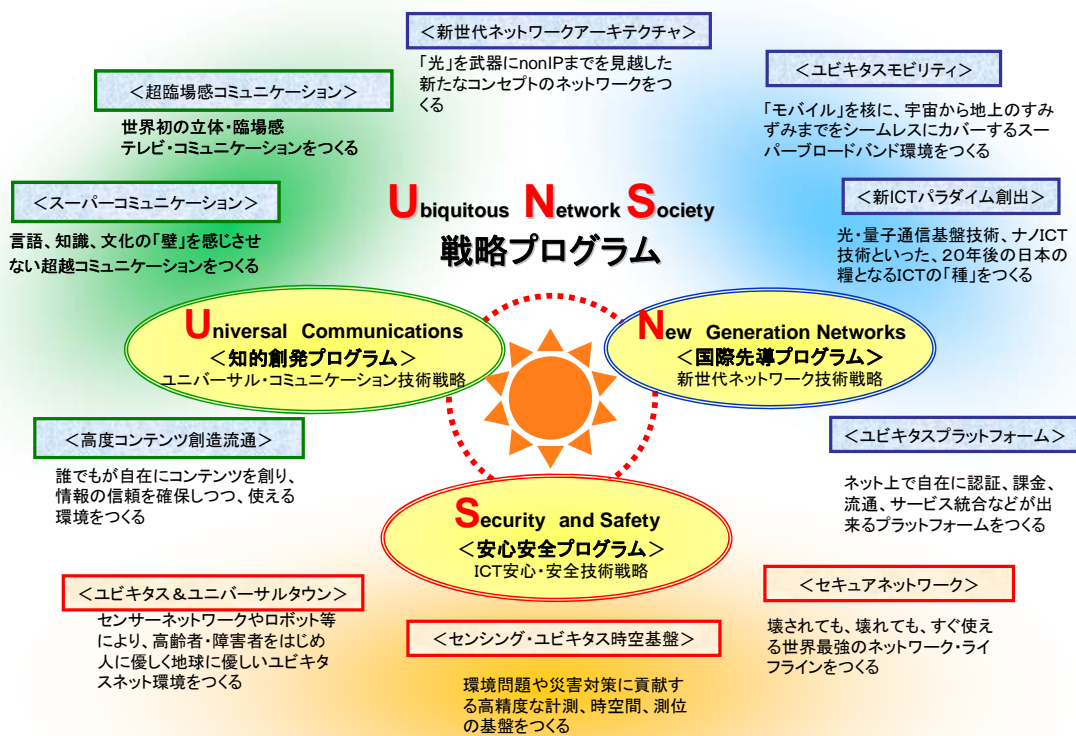 ＜新世代ネットワークアーキテクチャ＞
「光」を武器にnonIPまでを見越した
新たなコンセプトのネットワークをつ
くる
＜超臨場感コミュニケーション＞
世界初の立体・臨場感
テレビ・コミュニケーションをつくる
＜ユビキタスモビリティ＞
「モバイル」を核に、宇宙から地上のすみ
ずみまでをシームレスにカバーするスー
パーブロードバンド環境をつくる
＜スーパーコミュニケーション＞
言語、知識、文化の「壁」を感じさせ
ない超越コミュニケーションをつくる
Ubiquitous Network Society
戦略プログラム
＜新ICTパラダイム創出＞
光・量子通信基盤技術、ナノICT
技術といった、20年後の日本の
糧となるICTの「種」をつくる
Universal Communications
＜知的創発プログラム＞
ユニバーサル・コミュニケーション技術戦略
New Generation Networks
＜国際先導プログラム＞
新世代ネットワーク技術戦略
＜高度コンテンツ創造流通＞
誰でもが自在にコンテンツを創り、
情報の信頼を確保しつつ、使える
環境をつくる
＜ユビキタスプラットフォーム＞
ネット上で自在に認証、課金、
流通、サービス統合などが出
来るプラットフォームをつくる
Security and Safety
＜安心安全プログラム＞
ICT安心・安全技術戦略
＜ユビキタス＆ユニバーサルタウン＞
センサーネットワークやロボット等
により、高齢者・障害者をはじめ
人に優しく地球に優しいユビキタ
スネット環境をつくる
＜センシング・ユビキタス時空基盤＞
環境問題や災害対策に貢献す
る高精度な計測、時空間、測位
の基盤をつくる
＜セキュアネットワーク＞
壊されても、壊れても、すぐ使え
る世界最強のネットワーク・ライ
フラインをつくる